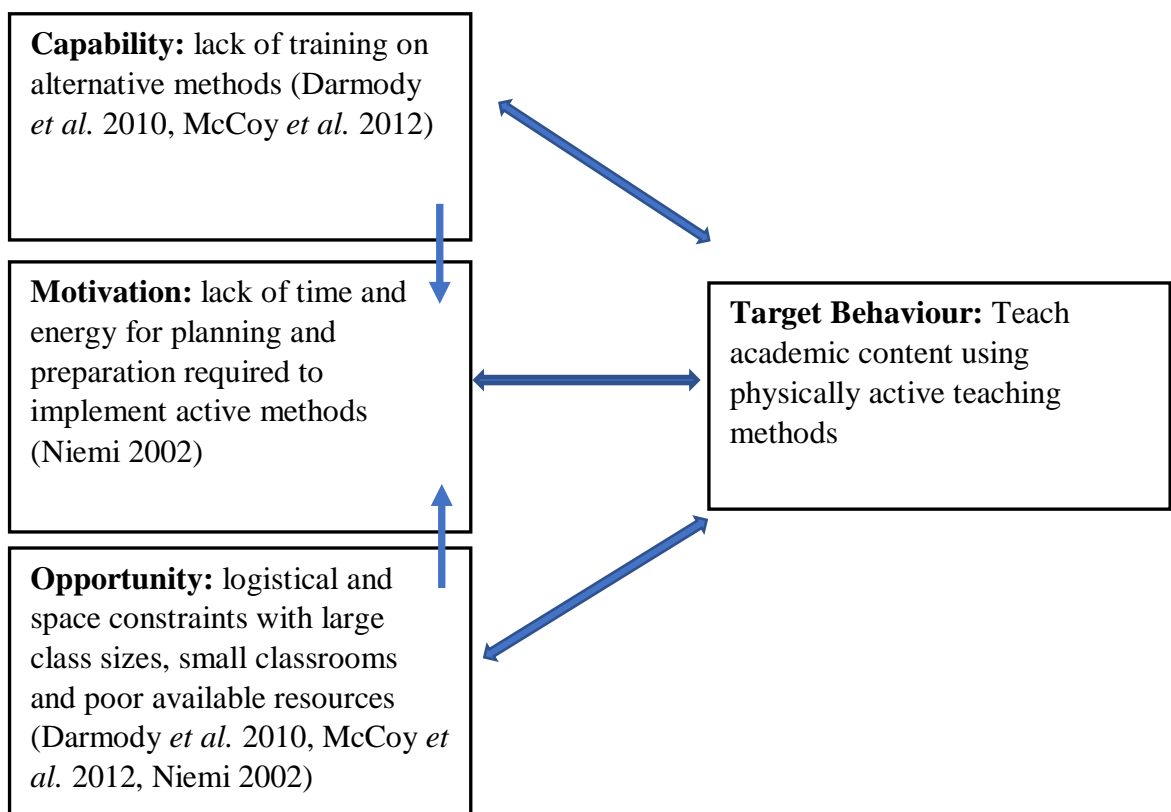 Capability: lack of training on
alternative methods (Darmody
et al. 2010, McCoy et al. 2012)
Motivation: lack of time and
energy for planning and
preparation required to
implement active methods
(Niemi 2002)
Target Behaviour: Teach
academic content using
physically active teaching
methods
Opportunity: logistical and
space constraints with large
class sizes, small classrooms
and poor available resources
(Darmody et al. 2010, McCoy et
al. 2012, Niemi 2002)